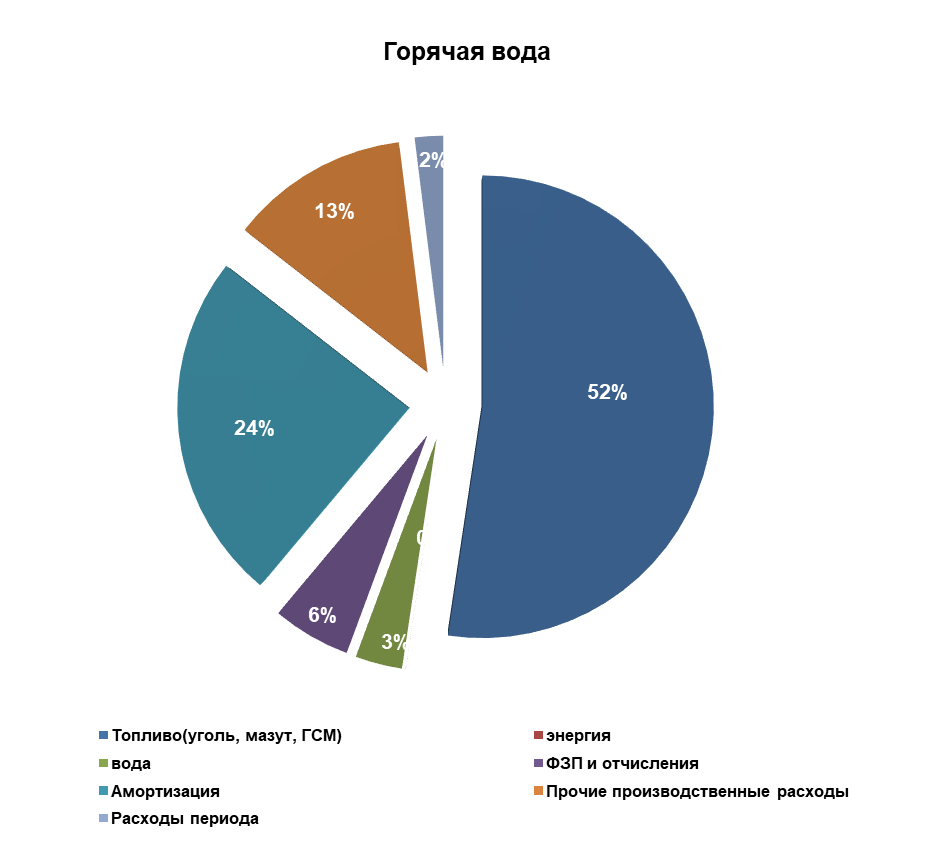 Горячая вода
2%
13%
52%
24%
6%
3%
Топливо(уголь, мазут, ГСМ)
энергия
вода
ФЗП и отчисления
Амортизация
Прочие производственные расходы
Расходы периода